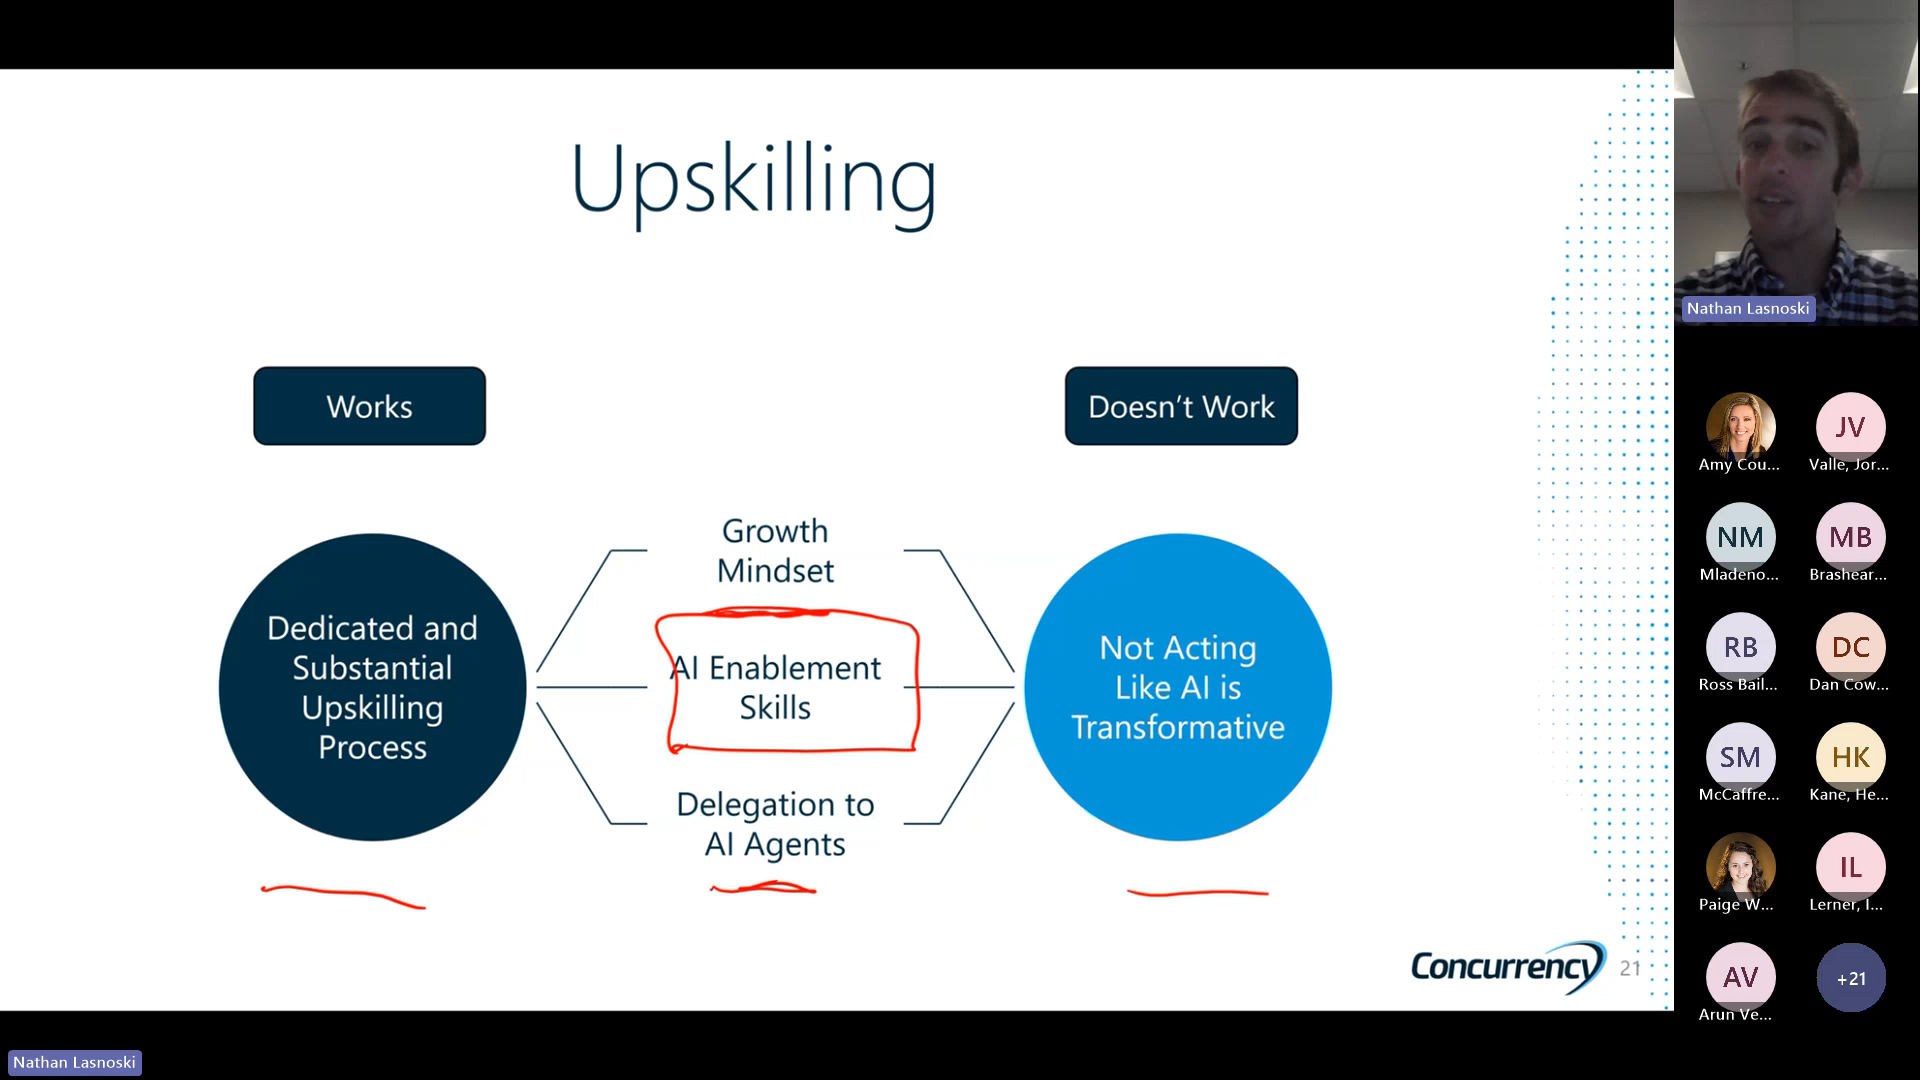 Upskilling
Works
Doesn't Work
Dedicated and
Substantial
Upskilling
Process
Growth
Mindset
AI Enablement
Skills
Delegation to
AI Agents
Not Acting
Like AI is
Transformative
Concurrency
21
Nathan Lasnoski
Amy Cou...
JV
Valle, Jor...
NM
Mladeno...
MB
Brashear...
RB
Ross Bail...
DC
Dan Cow...
SM
McCaffre...
HK
Kane, He...
Paige W...
IL
Lerner, I...
AV
Arun Ve...
+21
Nathan Lasnoski